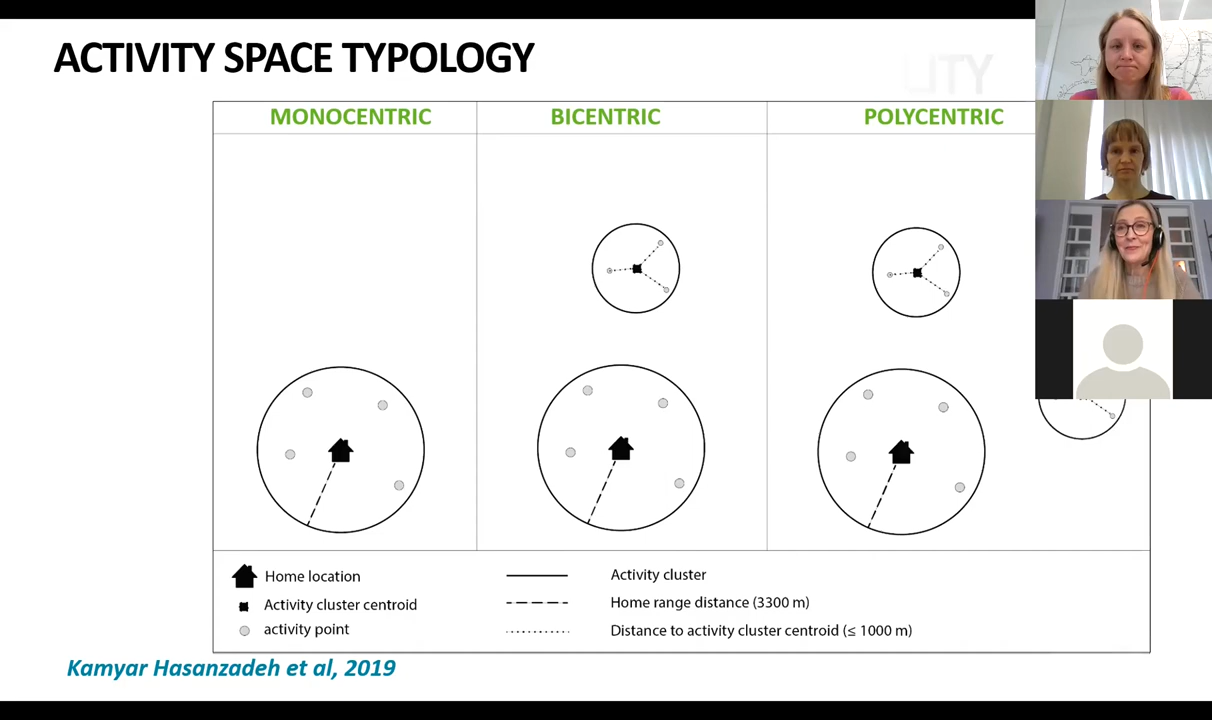 ACTIVITY SPACE TYPOLOGY
MONOCENTRIC
BICENTRIC
POLYCENTRIC
Home location
Activity cluster centroid
activity point
Activity cluster
Home range distance (3300 m)
Distance to activity cluster centroid (≤ 1000 m)
Kamyar Hasanzadeh et al, 2019